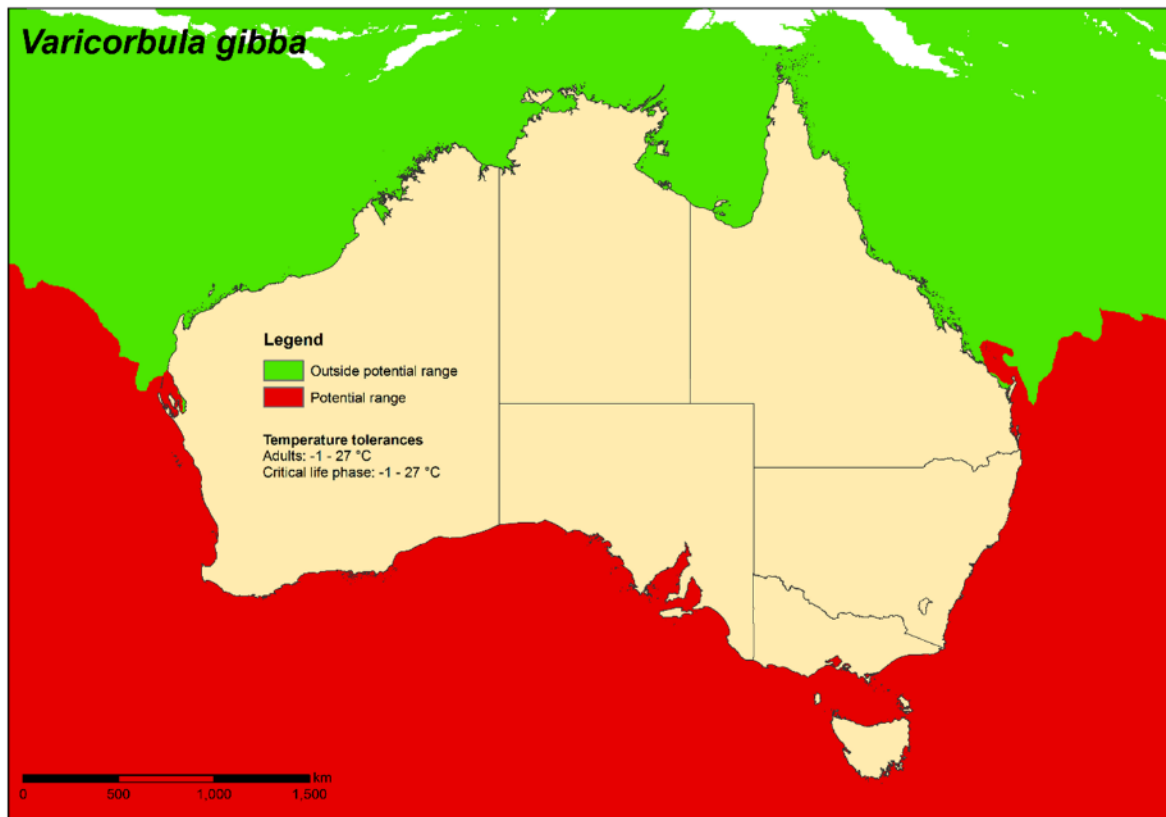 Varicorbula gibba
Legend
Outside potential range
Potential range
Temperature tolerances
Adults: -1 - 27 °C
Critical life phase: -1 - 27 °C
km
0 500 1,000 1,500